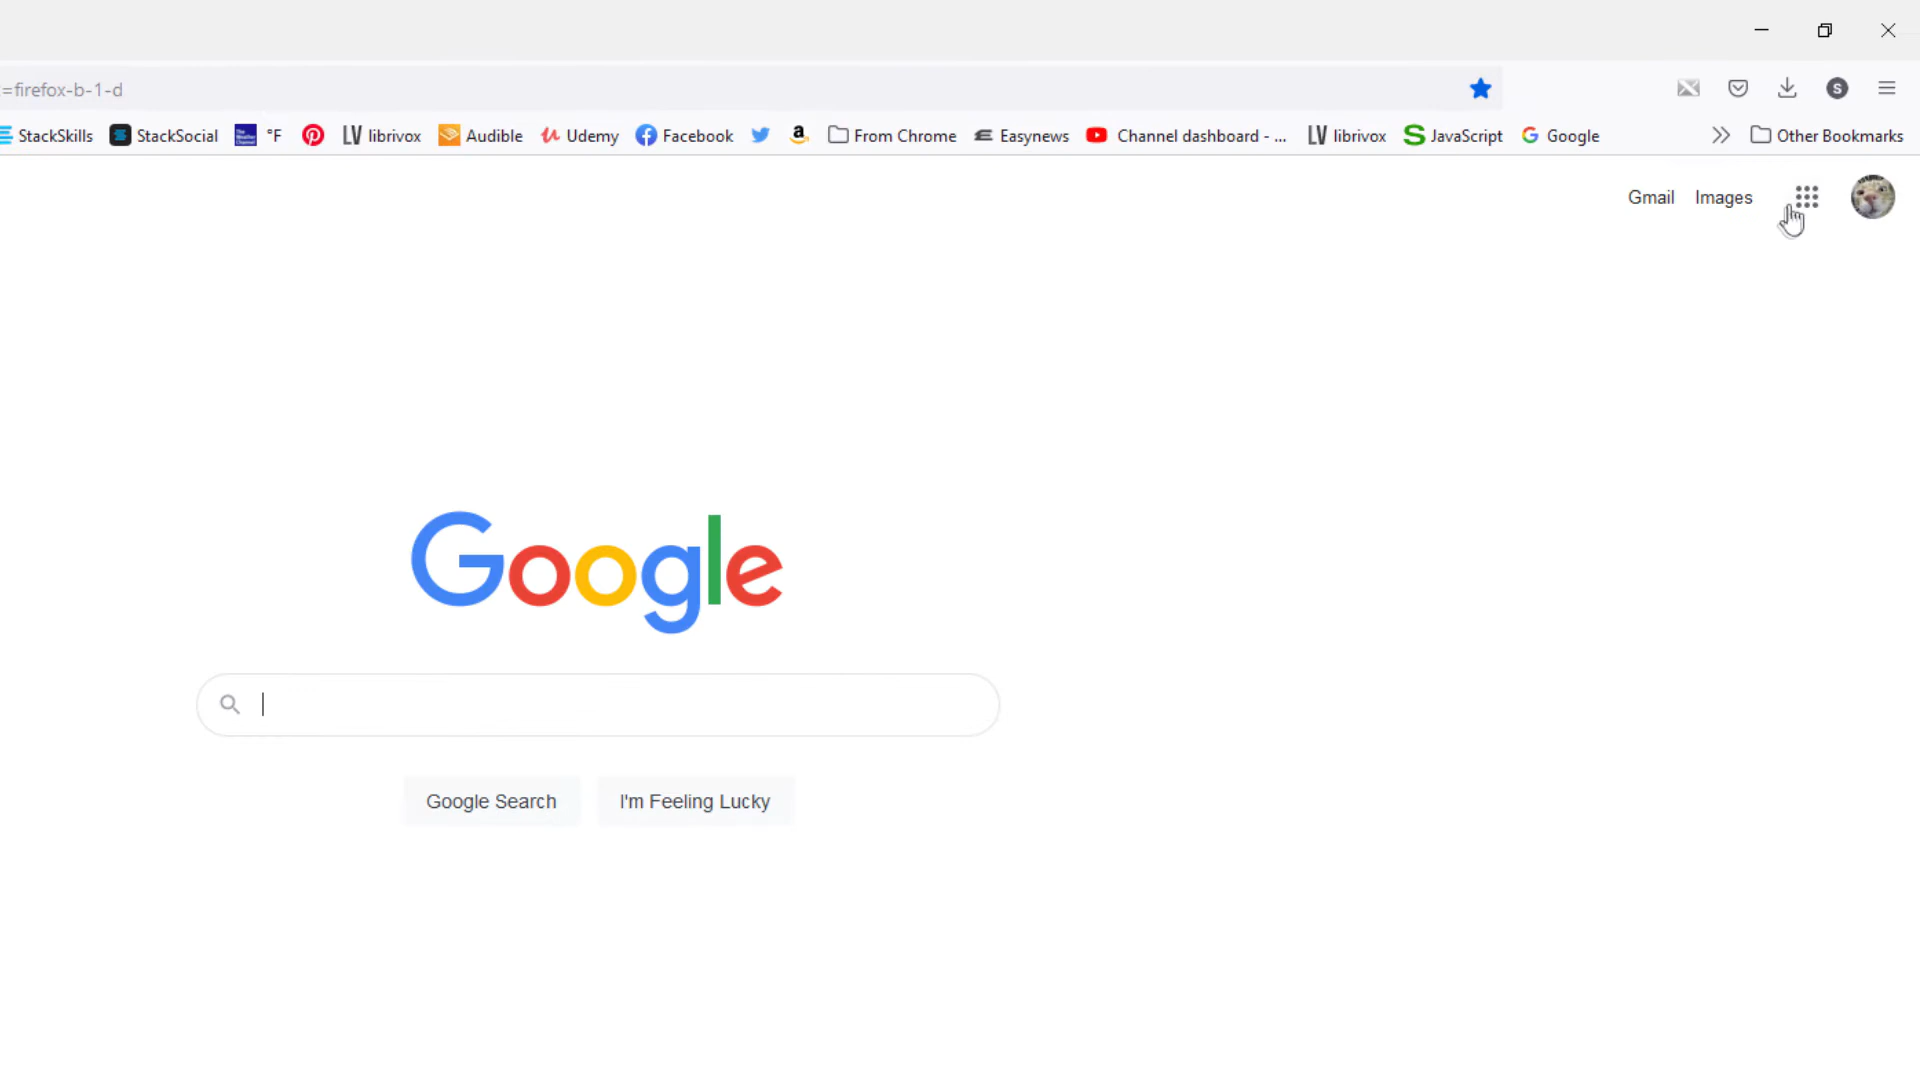 =firefox-b-1-d
StackSkills StackSocial °F librivox Audible Udemy Facebook a From Chrome Easynews Channel dashboard - ... LV librivox JavaScript Google Other Bookmarks
Gmail Images
Google
Google Search I'm Feeling Lucky